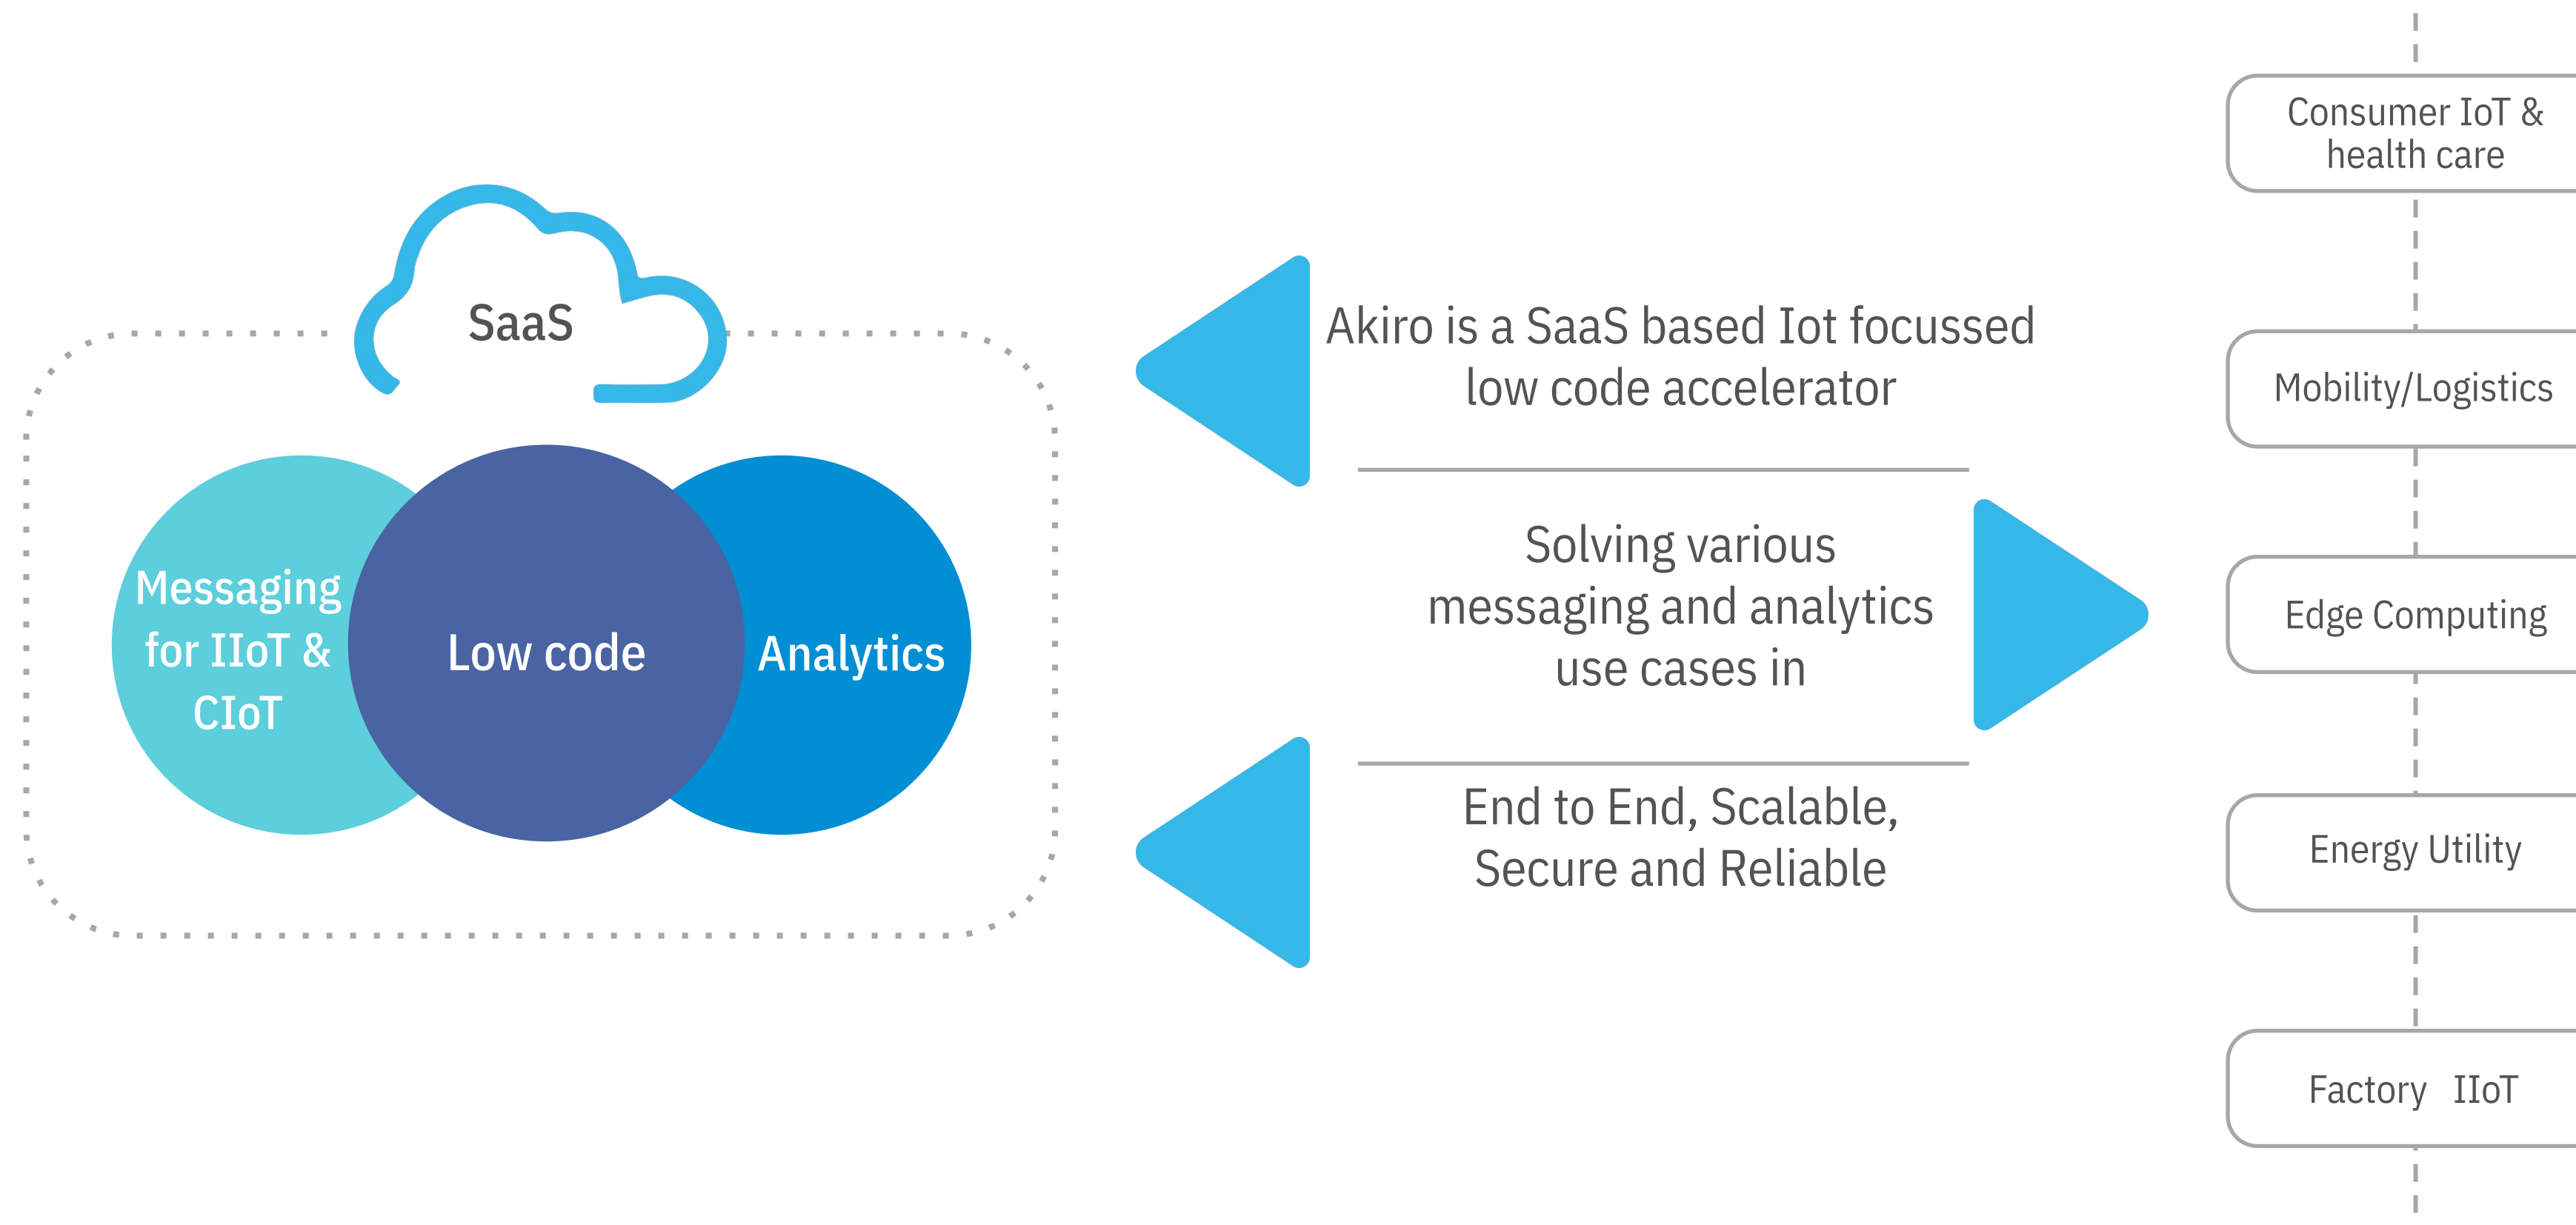 SaaS
Messaging
for IIoT &
CIoT
Low code
Analytics
Akiro is a SaaS based Iot focussed
low code accelerator
Solving various
messaging and analytics
use cases in
End to End, Scalable,
Secure and Reliable
Consumer IoT &
health care
Mobility/Logistics
Edge Computing
Energy Utility
Factory IIoT